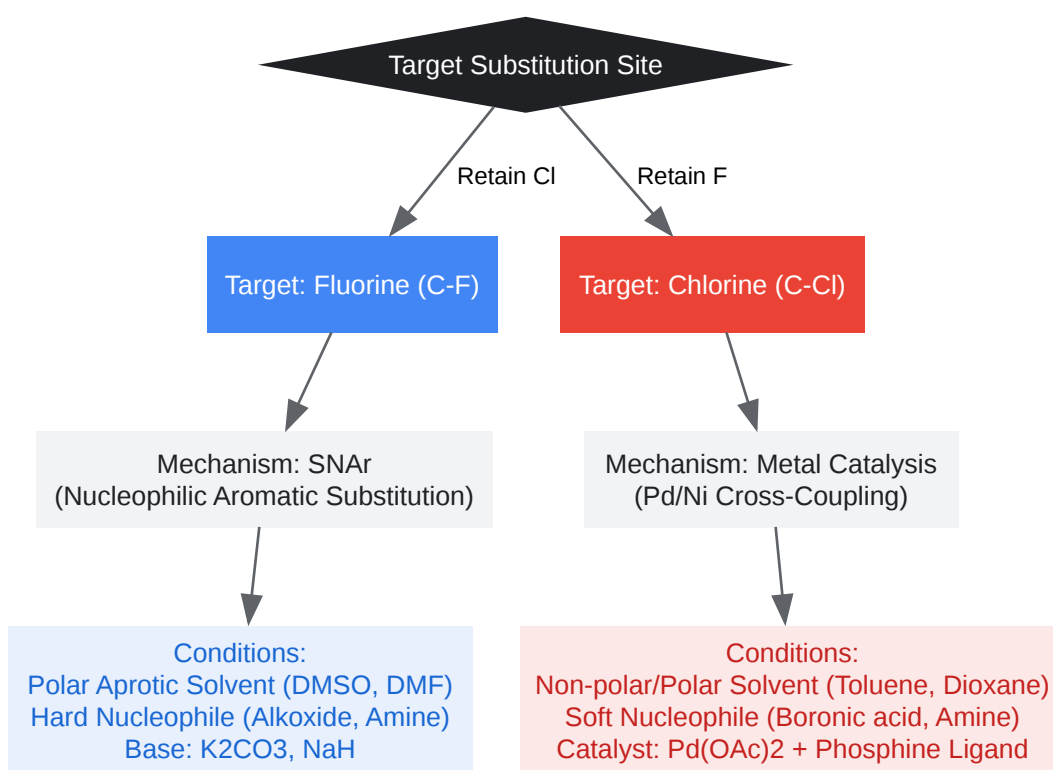 Target Substitution Site
Retain Cl
Retain F
Target: Fluorine (C-F)
Target: Chlorine (C-Cl)
Mechanism: SNAr
(Nucleophilic Aromatic Substitution)
Mechanism: Metal Catalysis
(Pd/Ni Cross-Coupling)
Conditions:
Polar Aprotic Solvent (DMSO, DMF)
Hard Nucleophile (Alkoxide, Amine)
Base: K2CO3, NaH
Conditions:
Non-polar/Polar Solvent (Toluene, Dioxane)
Soft Nucleophile (Boronic acid, Amine)
Catalyst: Pd(OAc)2 + Phosphine Ligand